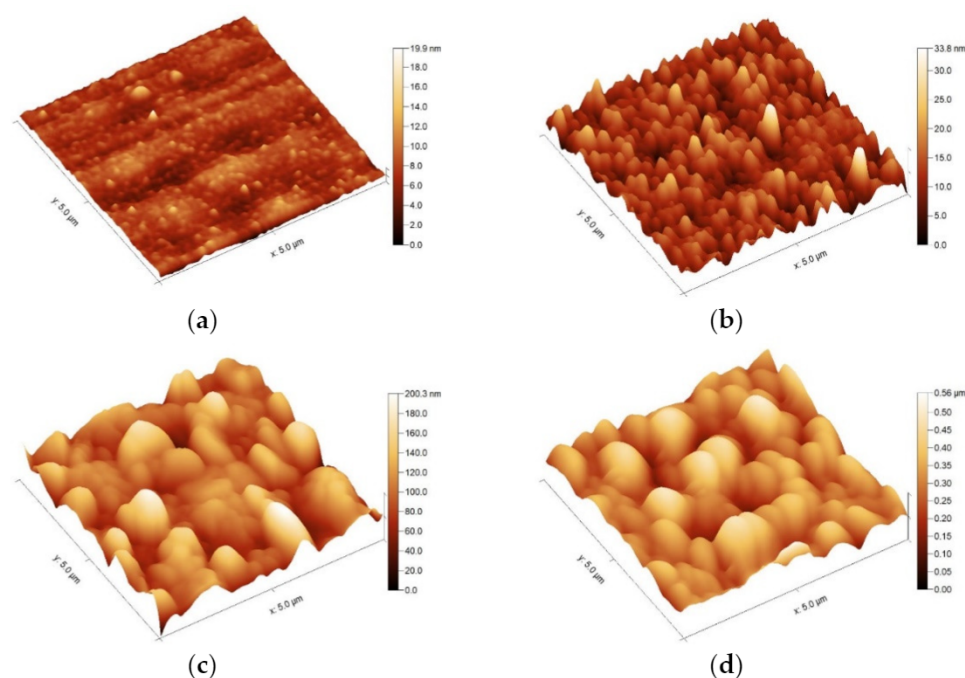 19.9 nm
18.0
16.0
14.0
12.0
10.0
8.0
6.0
4.0
2.0
0.0
y: 5.0 µm
x: 5.0 µm
(a)
33.8 nm
30.0
25.0
20.0
15.0
10.0
5.0
0.0
y: 5.0 µm
x: 5.0 µm
(b)
200.3 nm
180.0
160.0
140.0
120.0
100.0
80.0
60.0
40.0
20.0
0.0
y: 5.0 µm
x: 5.0 µm
(c)
0.56 µm
0.50
0.45
0.40
0.35
0.30
0.25
0.20
0.15
0.10
0.05
0.00
y: 5.0 µm
x: 5.0 µm
(d)